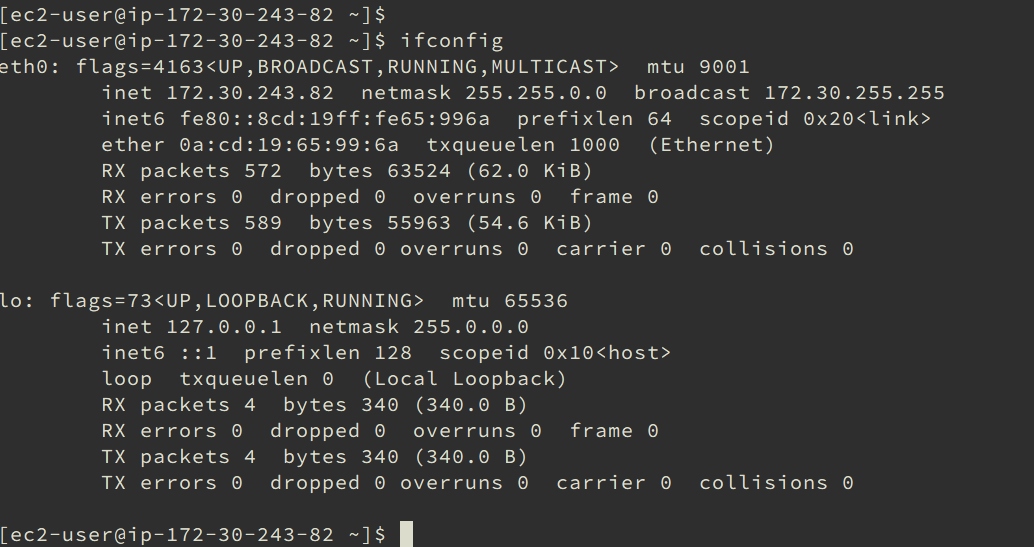 [ec2-user@ip-172-30-243-82 ~]$
[ec2-user@ip-172-30-243-82 ~]$ ifconfig
eth0: flags=4163<UP,BROADCAST,RUNNING,MULTICAST>  mtu 9001
        inet 172.30.243.82  netmask 255.255.0.0  broadcast 172.30.255.255
        inet6 fe80::8cd:19ff:fe65:996a  prefixlen 64  scopeid 0x20<link>
        ether 0a:cd:19:65:99:6a  txqueuelen 1000  (Ethernet)
        RX packets 572  bytes 63524 (62.0 KiB)
        RX errors 0  dropped 0  overruns 0  frame 0
        TX packets 589  bytes 55963 (54.6 KiB)
        TX errors 0  dropped 0 overruns 0  carrier 0  collisions 0

lo: flags=73<UP,LOOPBACK,RUNNING>  mtu 65536
        inet 127.0.0.1  netmask 255.0.0.0
        inet6 ::1  prefixlen 128  scopeid 0x10<host>
        loop  txqueuelen 0  (Local Loopback)
        RX packets 4  bytes 340 (340.0 B)
        RX errors 0  dropped 0  overruns 0  frame 0
        TX packets 4  bytes 340 (340.0 B)
        TX errors 0  dropped 0 overruns 0  carrier 0  collisions 0

[ec2-user@ip-172-30-243-82 ~]$